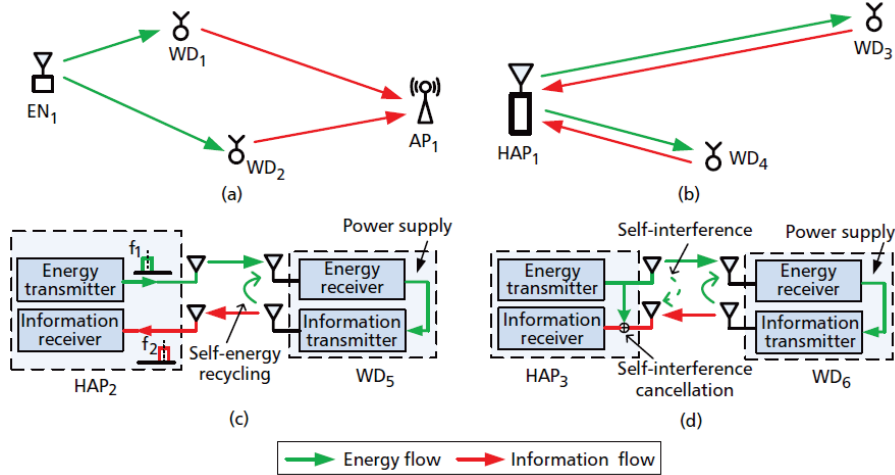 EN1
WD1
WD2
AP1
(a)
HAP1
WD3
WD4
(b)
Power supply
f1
Energy
transmitter
Information
receiver
f2
HAP2
Self-energy
recycling
Energy
receiver
Information
transmitter
WD5
(c)
Self-interference
Power supply
Energy
transmitter
Information
receiver
HAP3
Self-interference
cancellation
Energy
receiver
Information
transmitter
WD6
(d)
Energy flow
Information flow